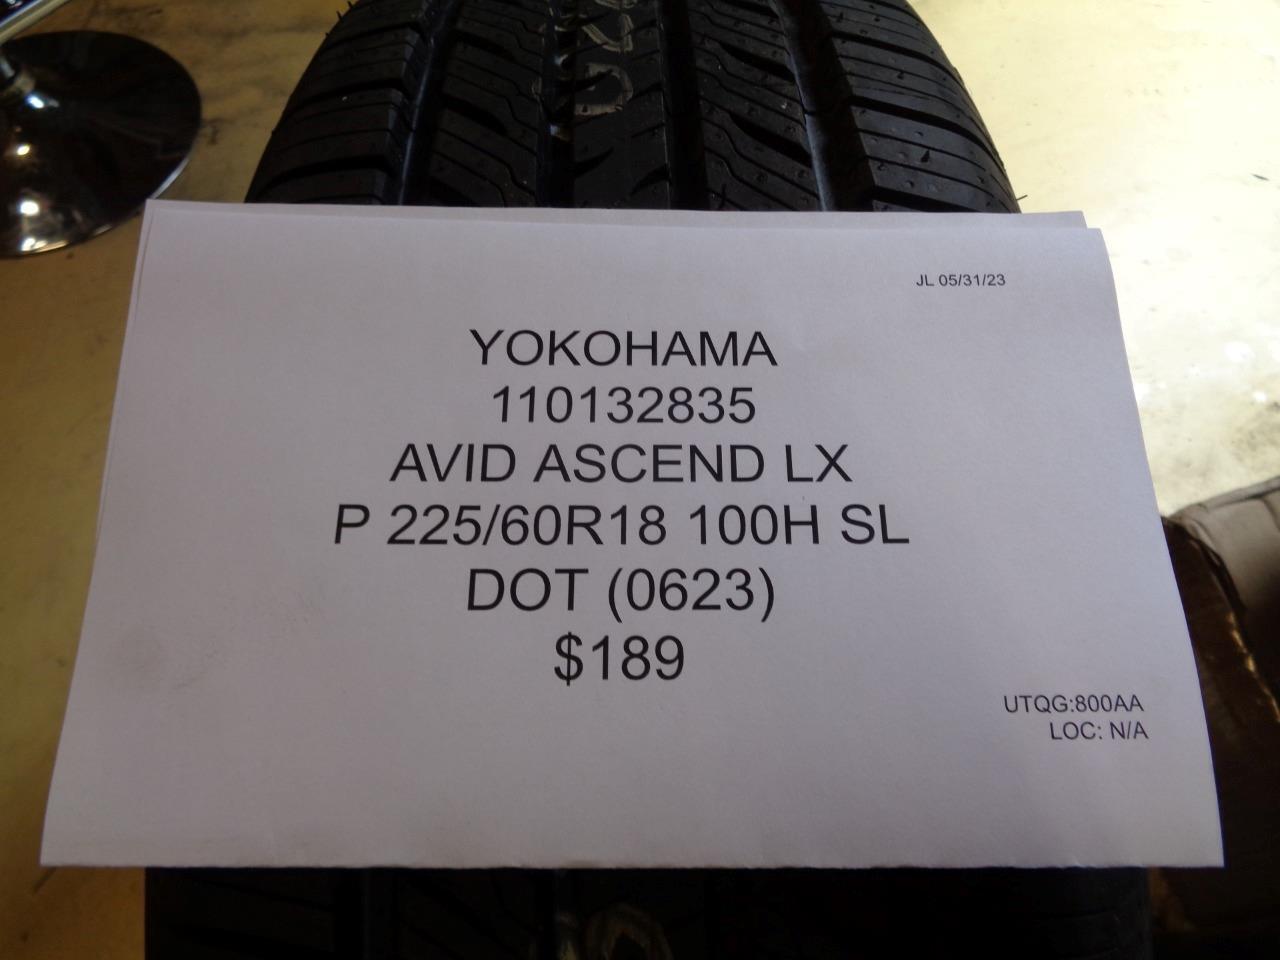 JL 05/31/23
YOKOHAMA
110132835
AVID ASCEND LX
P 225/60R18 100H SL
DOT (0623)
$189
UTQG:800AA
LOC: N/A